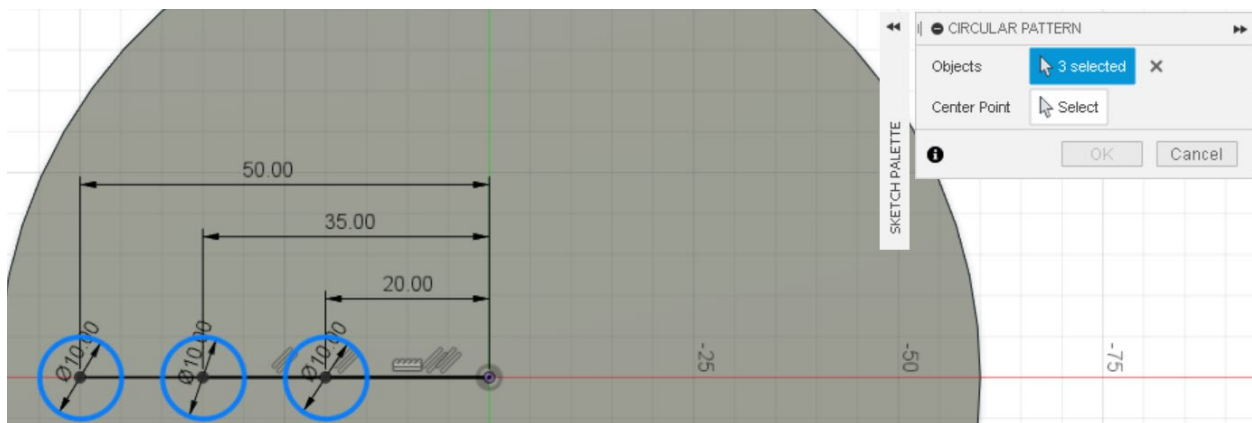 CIRCULAR PATTERN
Objects
3 selected
Center Point
Select
OK
Cancel
SKETCH PALETTE
50.00
35.00
20.00
Ø10.00
Ø10.00
Ø10.00
-25
-50
-75